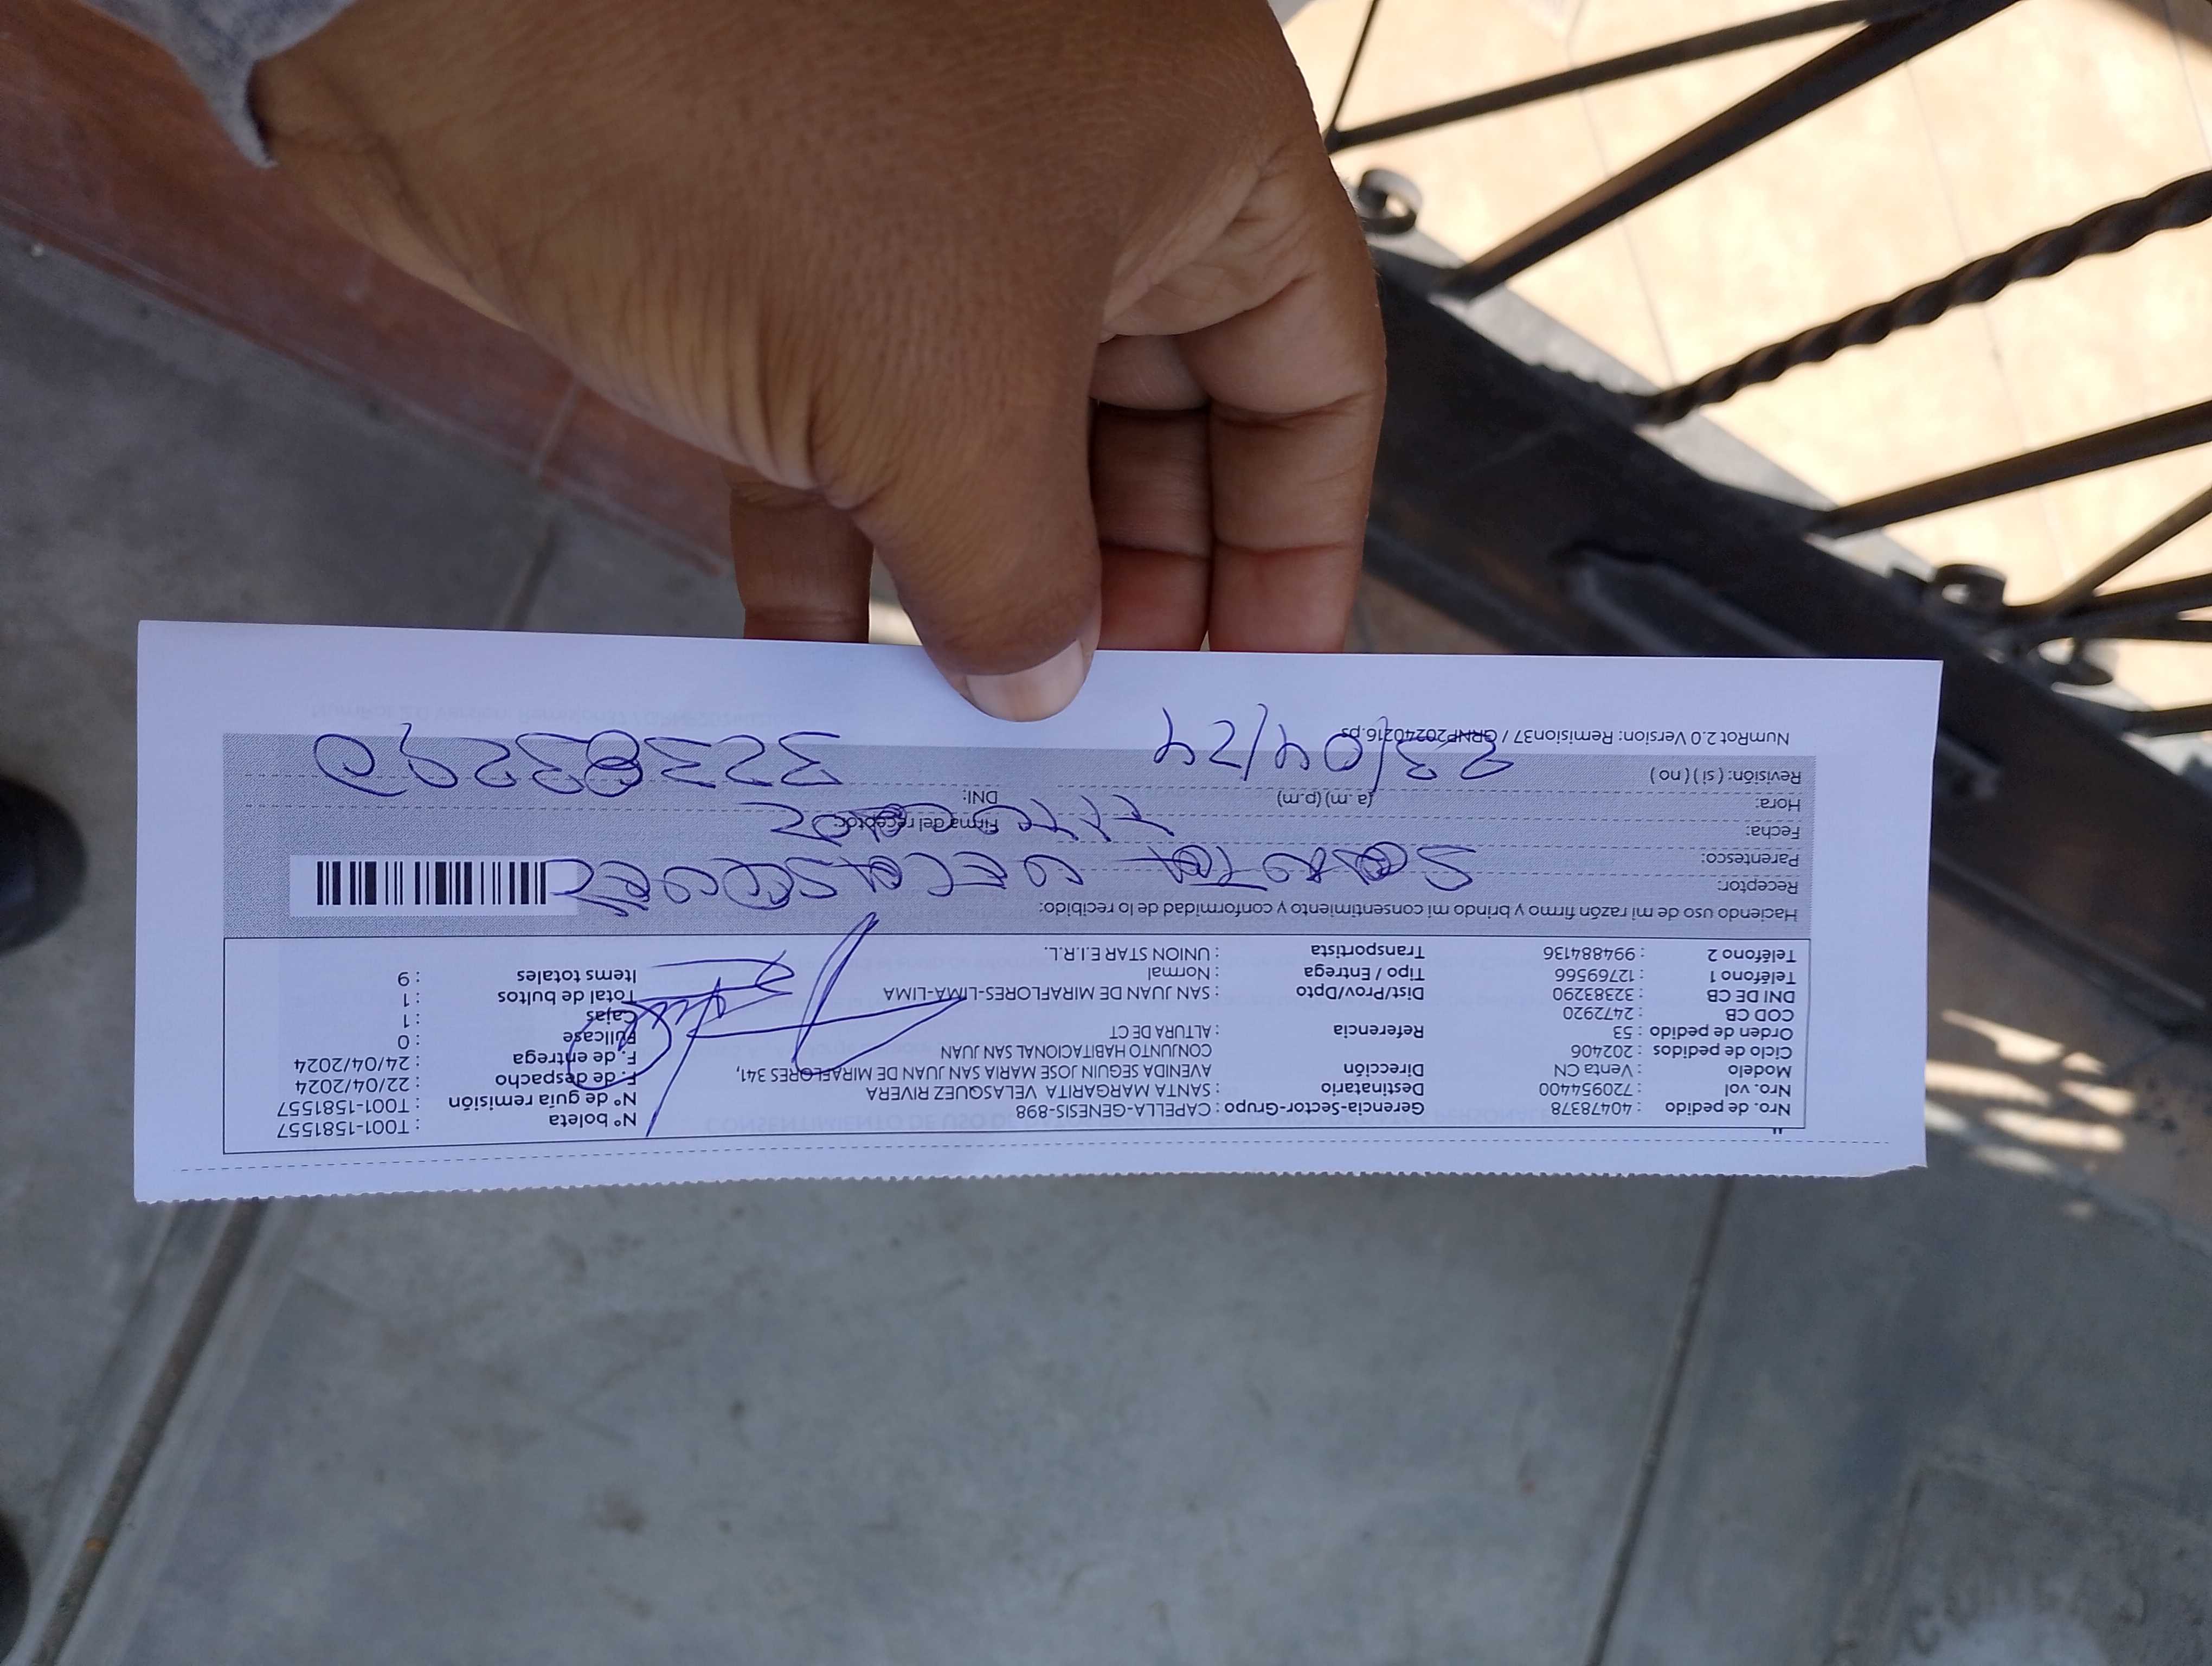 Nro. de pedido : 40478378 Gerencia-Sector-Grupo : CAPELLA-GENESIS-898 N° boleta : T001-1581557
Nro. vol : 720954400 Destinatario : SANTA MARGARITA VELASQUEZ RIVERA N° de guía remisión : T001-1581557
Modelo : Venta CN Dirección AVENIDA SEGUIN JOSE MARIA SAN JUAN DE MIRAFLORES 341, F. de despacho : 22/04/2024
Ciclo de pedidos : 202406 CONJUNTO HABITACIONAL SAN JUAN F. de entrega : 24/04/2024
Orden de pedido : 53 Referencia : ALTURA DE CT Fullcase : 0
COD CB : 2472920 Cajas : 1
DNI DE CB : 32383290 Dist/Prov/Dpto : SAN JUAN DE MIRAFLORES-LIMA-LIMA Total de bultos : 1
Teléfono 1 : 12769566 Tipo / Entrega : Normal Items totales : 9
Teléfono 2 : 994884136 Transportista : UNION STAR E.I.R.L.
Haciendo uso de mi razón firmo y brindo mi consentimiento y conformidad de lo recibido:
Receptor: SANTA VELASQUEZ
Parentesco:
Fecha: Firma del receptor: TITULAR
Hora: (a. m) (p.m) DNI:
Revisión: ( si ) ( no ) 23/04/24 32383290
NumRot 2.0 Version: Remision37 / GRNP20240216.ps